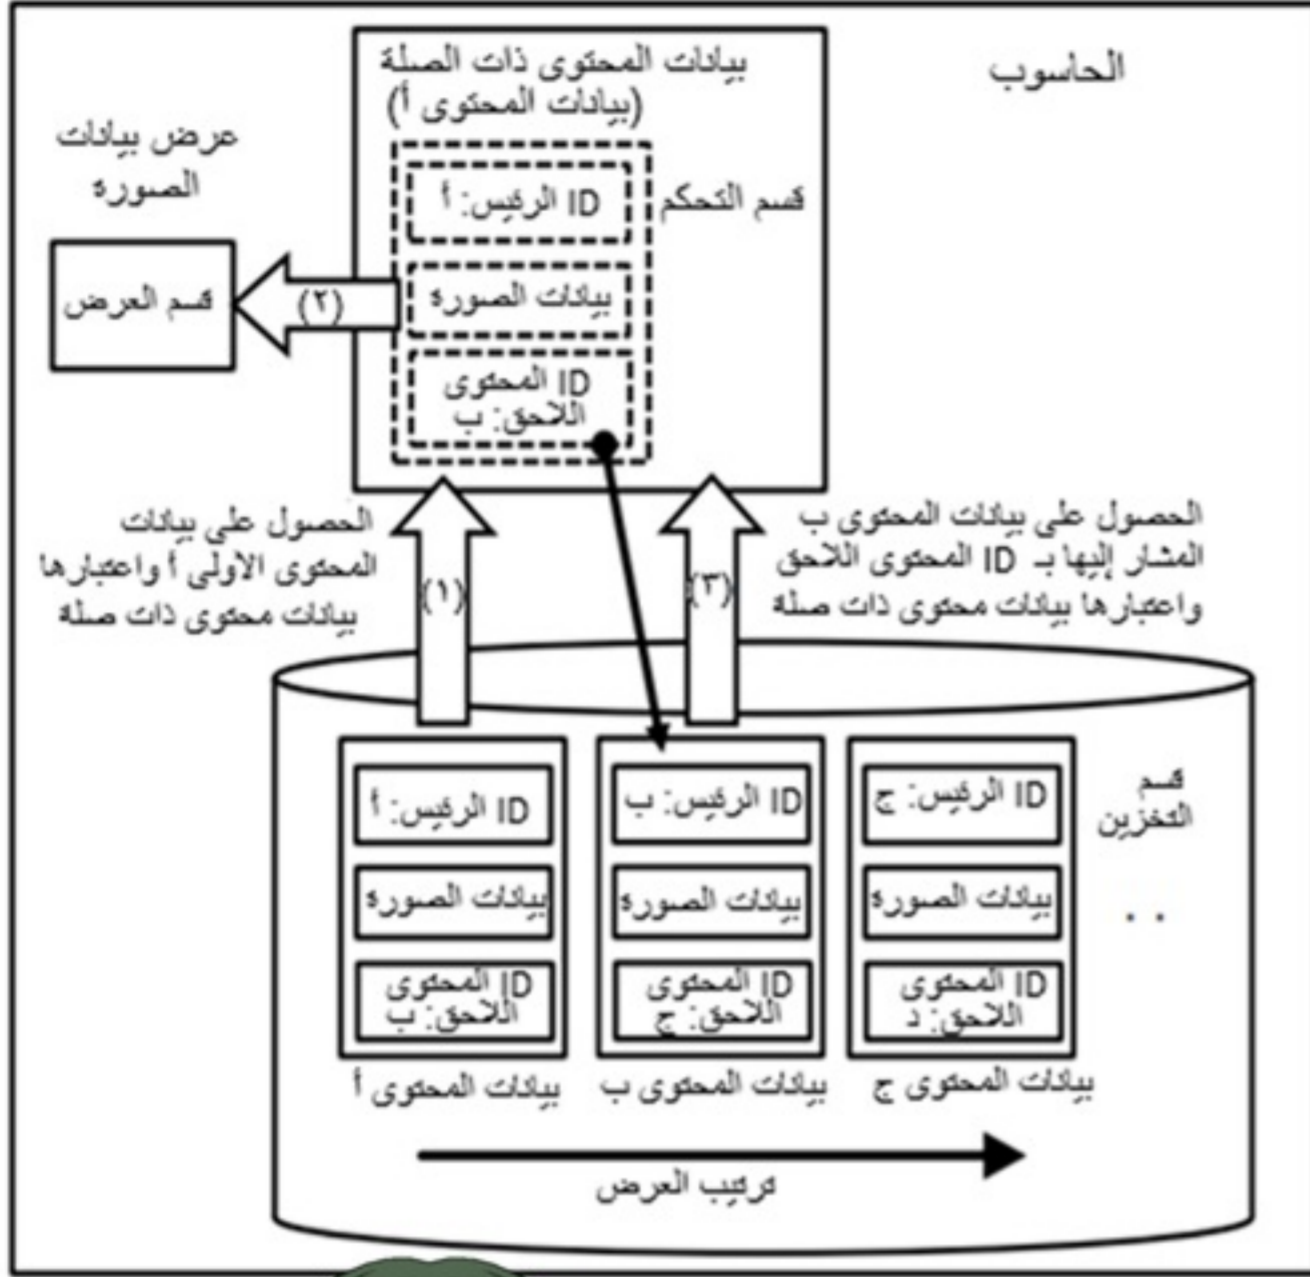 الحاسوب
بيانات المحتوى ذات الصلة
(بيانات المحتوى أ)
قسم التحكم
ID الرئيس: أ
بيانات الصورة
ID المحتوى
اللاحق: ب
عرض بيانات
الصورة
(٢)
قسم العرض
الحصول على بيانات المحتوى ب
المشار إليها بـ ID المحتوى اللاحق
واعتبارها بيانات محتوى ذات صلة
(٣)
(١)
الحصول على بيانات
المحتوى الاولى أ واعتبارها
بيانات محتوى ذات صلة
قسم
التخزين
. .
ID الرئيس: ج
بيانات الصورة
ID المحتوى
اللاحق: د
بيانات المحتوى ج
ID الرئيس: ب
بيانات الصورة
ID المحتوى
اللاحق: ج
بيانات المحتوى ب
ID الرئيس: أ
بيانات الصورة
ID المحتوى
اللاحق: ب
بيانات المحتوى أ
ترتيب العرض